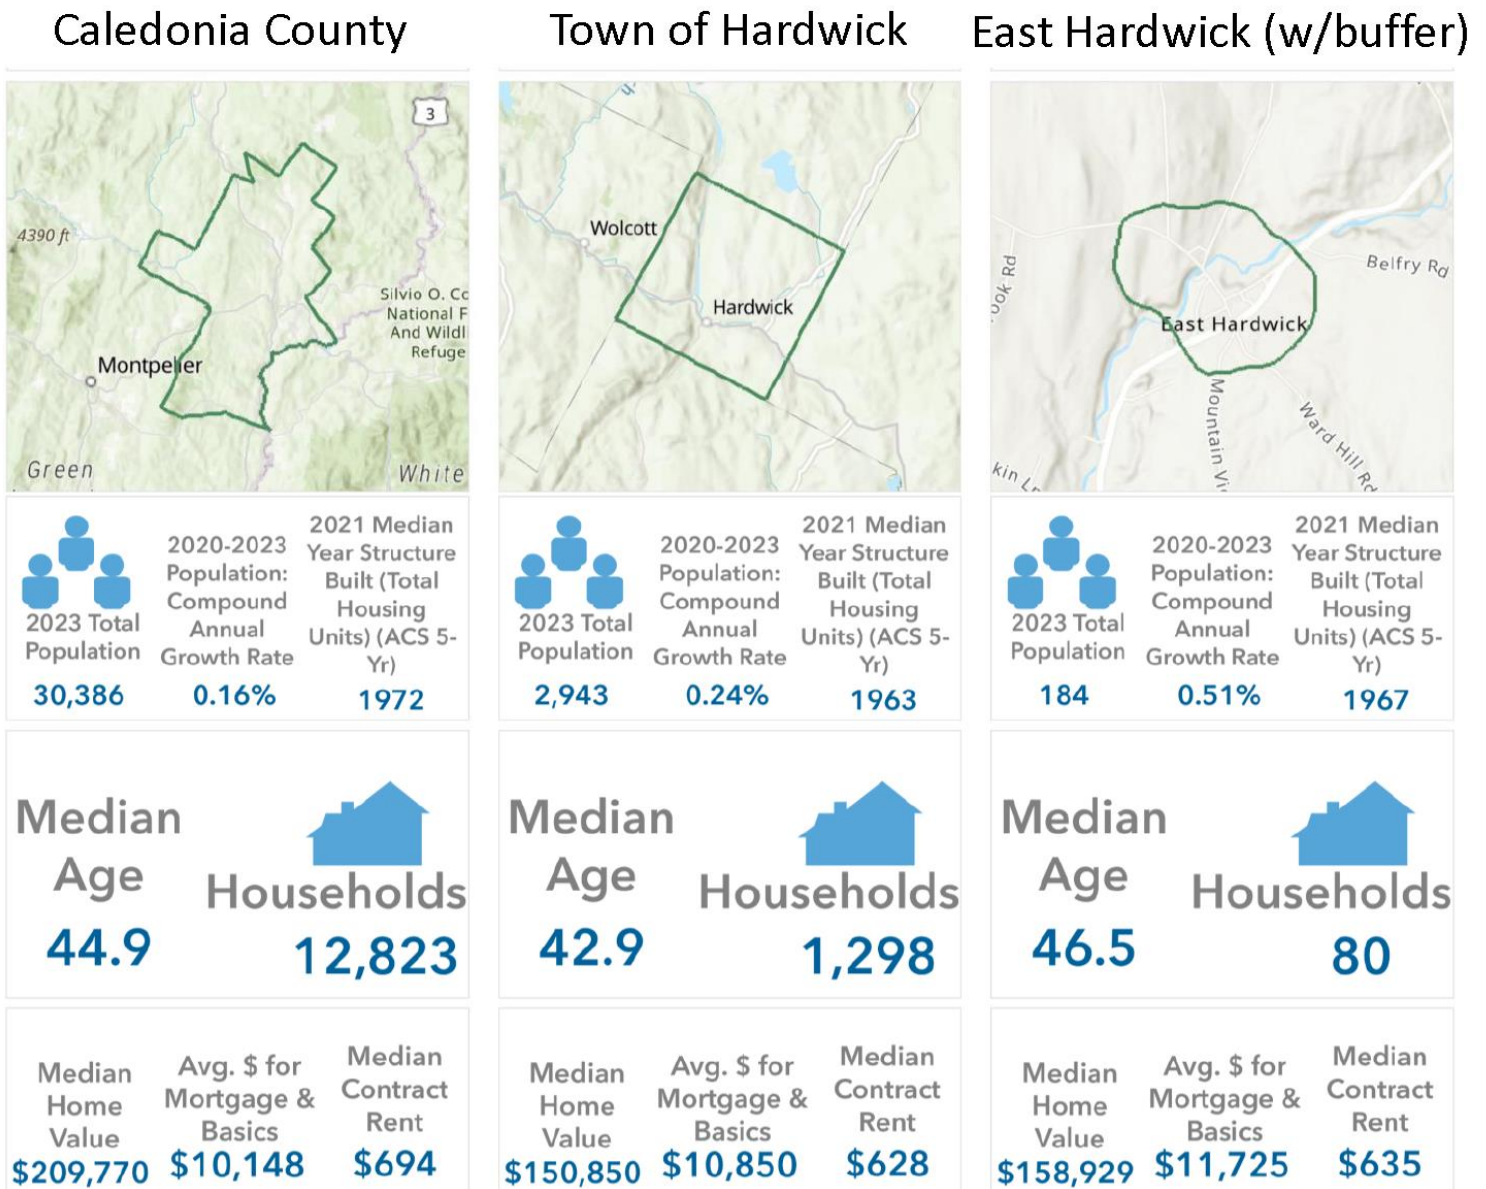 Caledonia County
Town of Hardwick
East Hardwick (w/buffer)
3
4390 ft
Silvio O. Cc
National F
And Wildl
Refuge
Montpelier
Green
White
Wolcott
Hardwick
ook Rd
Belfry Rd
East Hardwick
Mountain Vi
Ward Hill Rd
kin Ln
2023 Total
Population
30,386
2020-2023
Population:
Compound
Annual
Growth Rate
0.16%
2021 Median
Year Structure
Built (Total
Housing
Units) (ACS 5-
Yr)
1972
2023 Total
Population
2,943
2020-2023
Population:
Compound
Annual
Growth Rate
0.24%
2021 Median
Year Structure
Built (Total
Housing
Units) (ACS 5-
Yr)
1963
2023 Total
Population
184
2020-2023
Population:
Compound
Annual
Growth Rate
0.51%
2021 Median
Year Structure
Built (Total
Housing
Units) (ACS 5-
Yr)
1967
Median
Age
44.9
Households
12,823
Median
Age
42.9
Households
1,298
Median
Age
46.5
Households
80
Median
Home
Value
$209,770
Avg. $ for
Mortgage &
Basics
$10,148
Median
Contract
Rent
$694
Median
Home
Value
$150,850
Avg. $ for
Mortgage &
Basics
$10,850
Median
Contract
Rent
$628
Median
Home
Value
$158,929
Avg. $ for
Mortgage &
Basics
$11,725
Median
Contract
Rent
$635